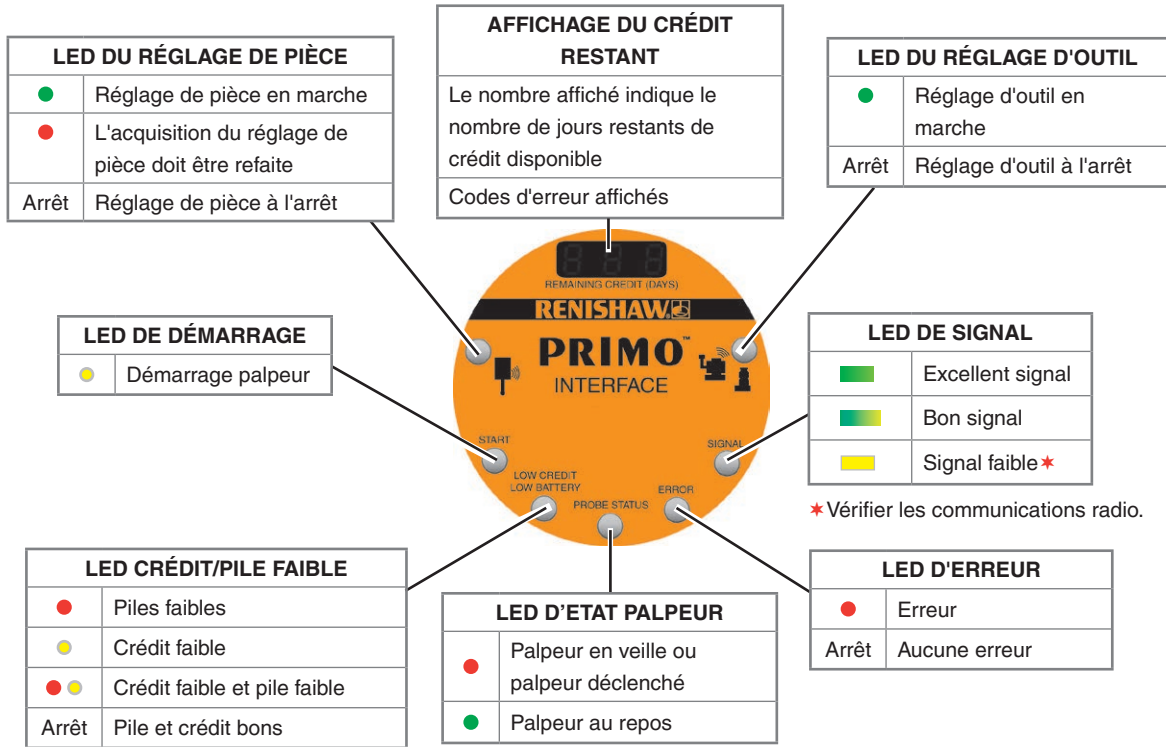 LED DU RÉGLAGE DE PIÈCE
Réglage de pièce en marche
L'acquisition du réglage de
pièce doit être refaite
Arrêt Réglage de pièce à l'arrêt
AFFICHAGE DU CRÉDIT
RESTANT
Le nombre affiché indique le
nombre de jours restants de
crédit disponible
Codes d'erreur affichés
LED DU RÉGLAGE D'OUTIL
Réglage d'outil en
marche
Arrêt Réglage d'outil à l'arrêt
REMAINING CREDIT (DAYS)
RENISHAW
PRIMO™
INTERFACE
START
SIGNAL
LOW CREDIT
LOW BATTERY
PROBE STATUS
ERROR
LED DE DÉMARRAGE
Démarrage palpeur
LED DE SIGNAL
Excellent signal
Bon signal
Signal faible✶
✶Vérifier les communications radio.
LED CRÉDIT/PILE FAIBLE
Piles faibles
Crédit faible
Crédit faible et pile faible
Arrêt Pile et crédit bons
LED D'ETAT PALPEUR
Palpeur en veille ou
palpeur déclenché
Palpeur au repos
LED D'ERREUR
Erreur
Arrêt Aucune erreur